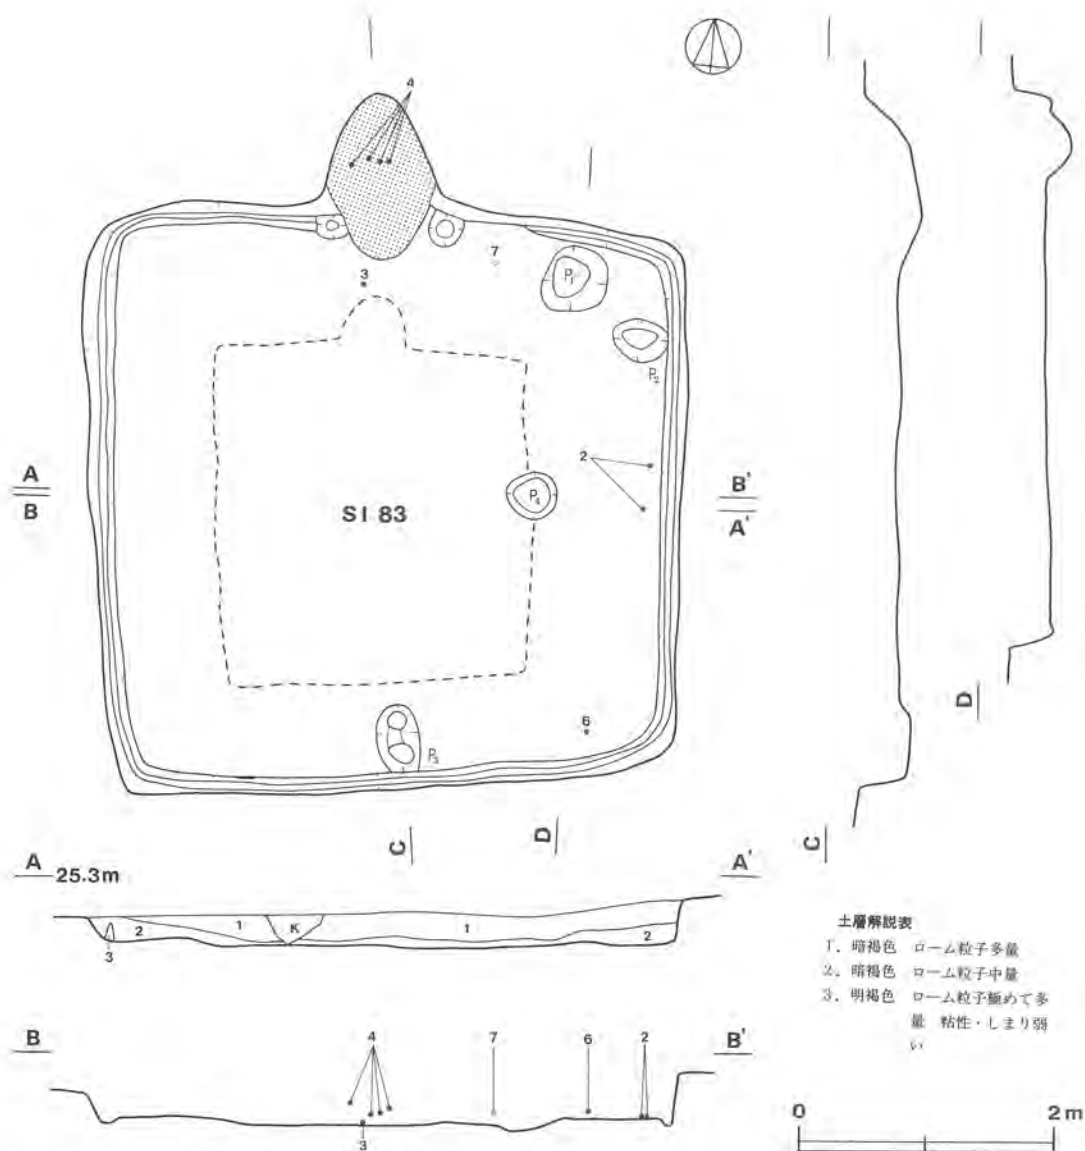 4
7
3
P1
P2
2
A
B
B'
A'
SI 83
P4
6
P3
C
D
D
C
A 25.3m
A'
1
K
1
2
2
3
土層解説表
1. 暗褐色 ローム粒子多量
2. 暗褐色 ローム粒子中量
3. 明褐色 ローム粒子極めて多
量 粘性・しまり弱
い
B
4
7
6
2
B'
3
0
2m